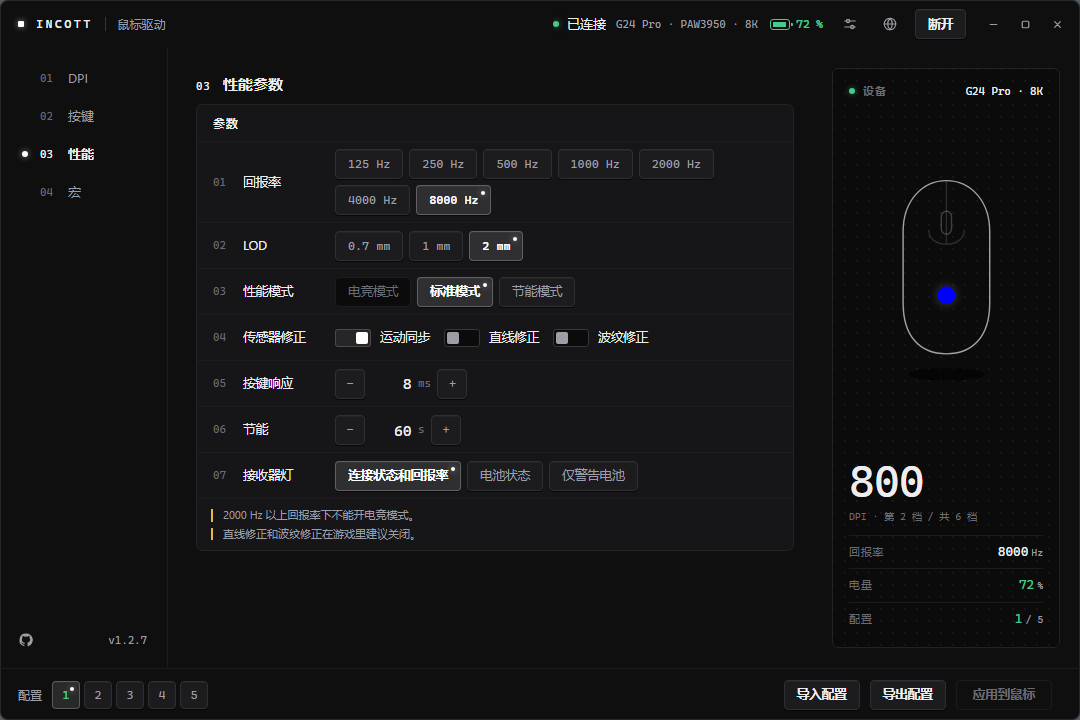 INCOTT 鼠标驱动 已连接 G24 Pro · PAW3950 · 8K 72 % 断开
01 DPI
02 按键
03 性能
04 宏
v1.2.7
03 性能参数
参数
01 回报率 125 Hz 250 Hz 500 Hz 1000 Hz 2000 Hz
4000 Hz 8000 Hz
02 LOD 0.7 mm 1 mm 2 mm
03 性能模式 电竞模式 标准模式 节能模式
04 传感器修正 运动同步 直线修正 波纹修正
05 按键响应 − 8 ms +
06 节能 − 60 s +
07 接收器灯 连接状态和回报率 电池状态 仅警告电池
2000 Hz 以上回报率下不能开电竞模式。
直线修正和波纹修正在游戏里建议关闭。
设备 G24 Pro · 8K
800
DPI · 第 2 档 / 共 6 档
回报率 8000 Hz
电量 72 %
配置 1 / 5
配置 1 2 3 4 5 导入配置 导出配置 应用到鼠标